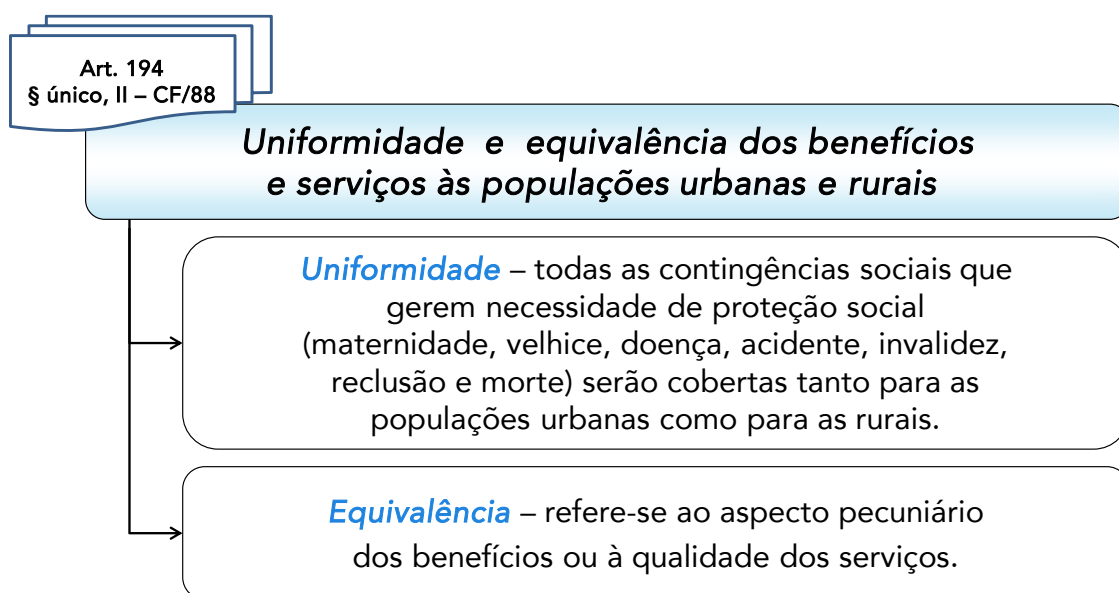 Art. 194
§ único, II – CF/88
Uniformidade e equivalência dos benefícios
e serviços às populações urbanas e rurais
Uniformidade – todas as contingências sociais que
gerem necessidade de proteção social
(maternidade, velhice, doença, acidente, invalidez,
reclusão e morte) serão cobertas tanto para as
populações urbanas como para as rurais.
Equivalência – refere-se ao aspecto pecuniário
dos benefícios ou à qualidade dos serviços.